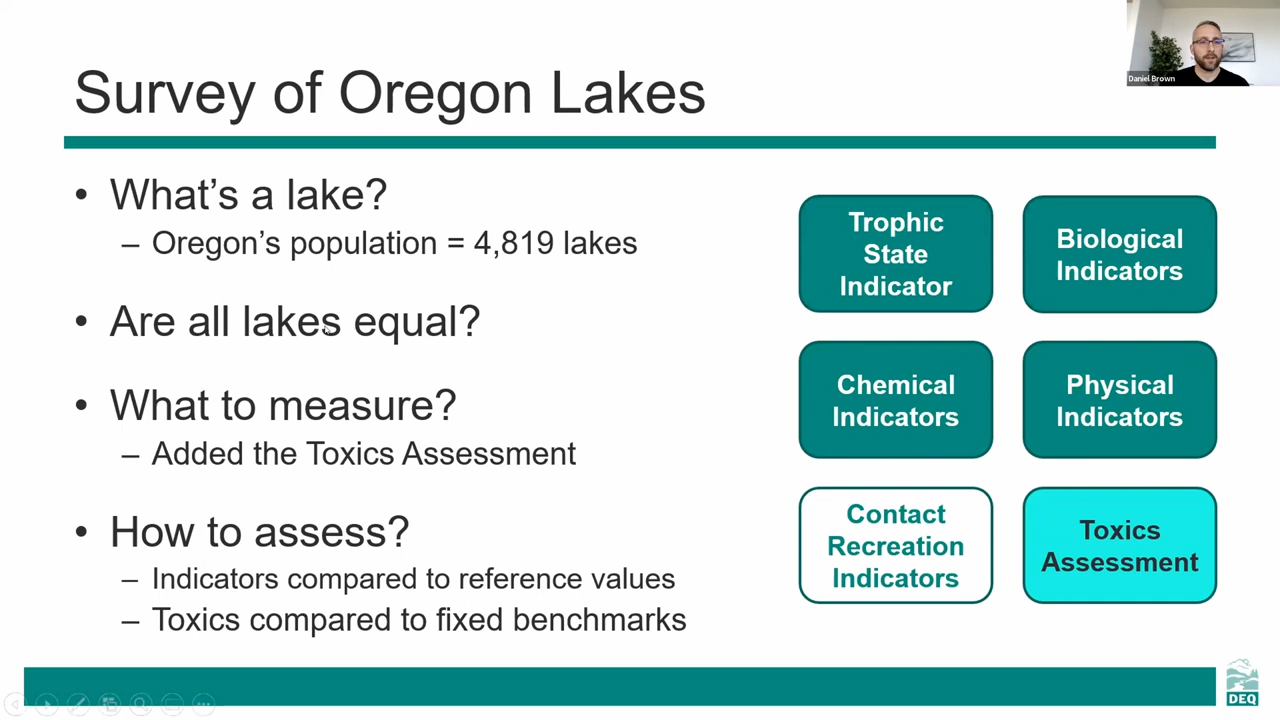 Survey of Oregon Lakes
Daniel Brown
• What's a lake?
– Oregon's population = 4,819 lakes
• Are all lakes equal?
• What to measure?
– Added the Toxics Assessment
• How to assess?
– Indicators compared to reference values
– Toxics compared to fixed benchmarks
Trophic
State
Indicator
Biological
Indicators
Chemical
Indicators
Physical
Indicators
Contact
Recreation
Indicators
Toxics
Assessment
DEQ